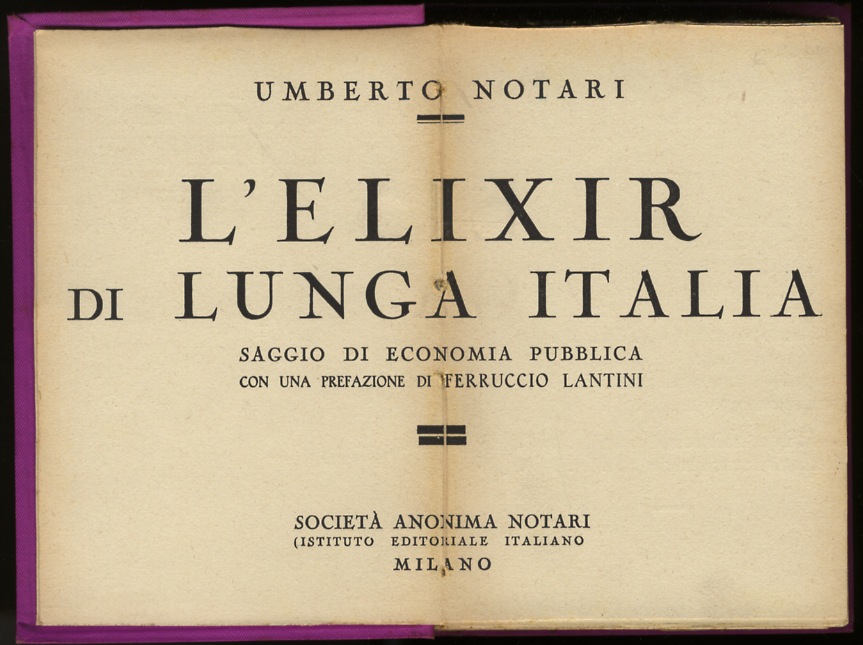 UMBERTO NOTARI
L'ELIXIR
DI LUNGA ITALIA
SAGGIO DI ECONOMIA PUBBLICA
CON UNA PREFAZIONE DI FERRUCCIO LANTINI
SOCIETÀ ANONIMA NOTARI
(ISTITUTO EDITORIALE ITALIANO
MILANO